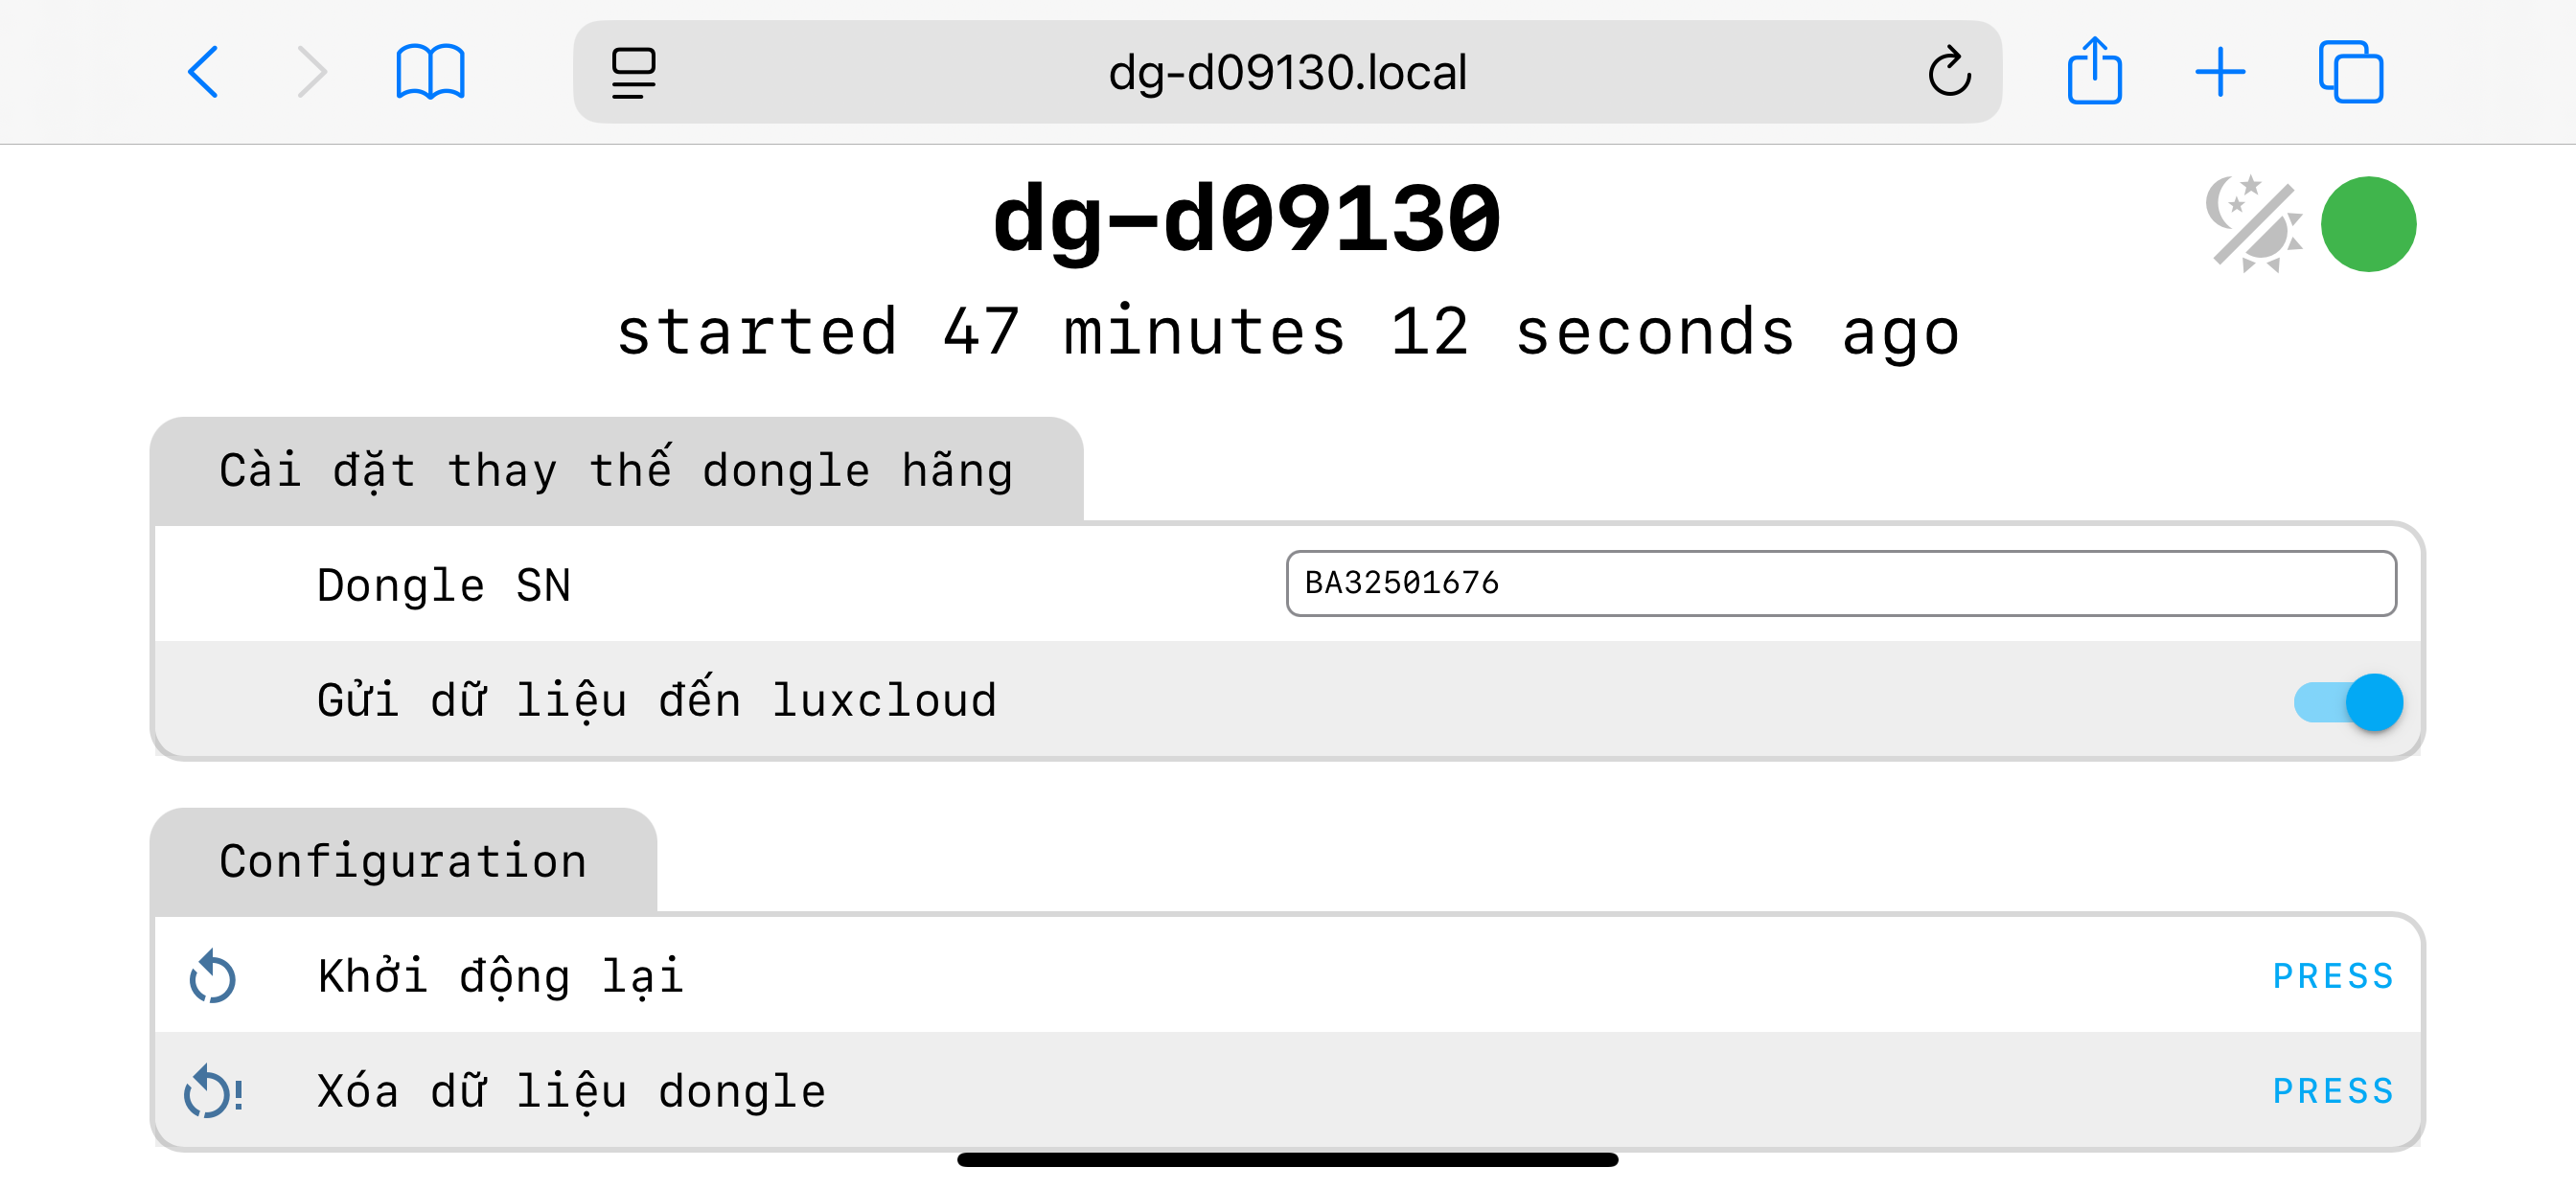 dg-d09130.local
dg-d09130
started 47 minutes 12 seconds ago
Cài đặt thay thế dongle hãng
Dongle SN
BA32501676
Gửi dữ liệu đến luxcloud
Configuration
Khởi động lại
PRESS
Xóa dữ liệu dongle
PRESS